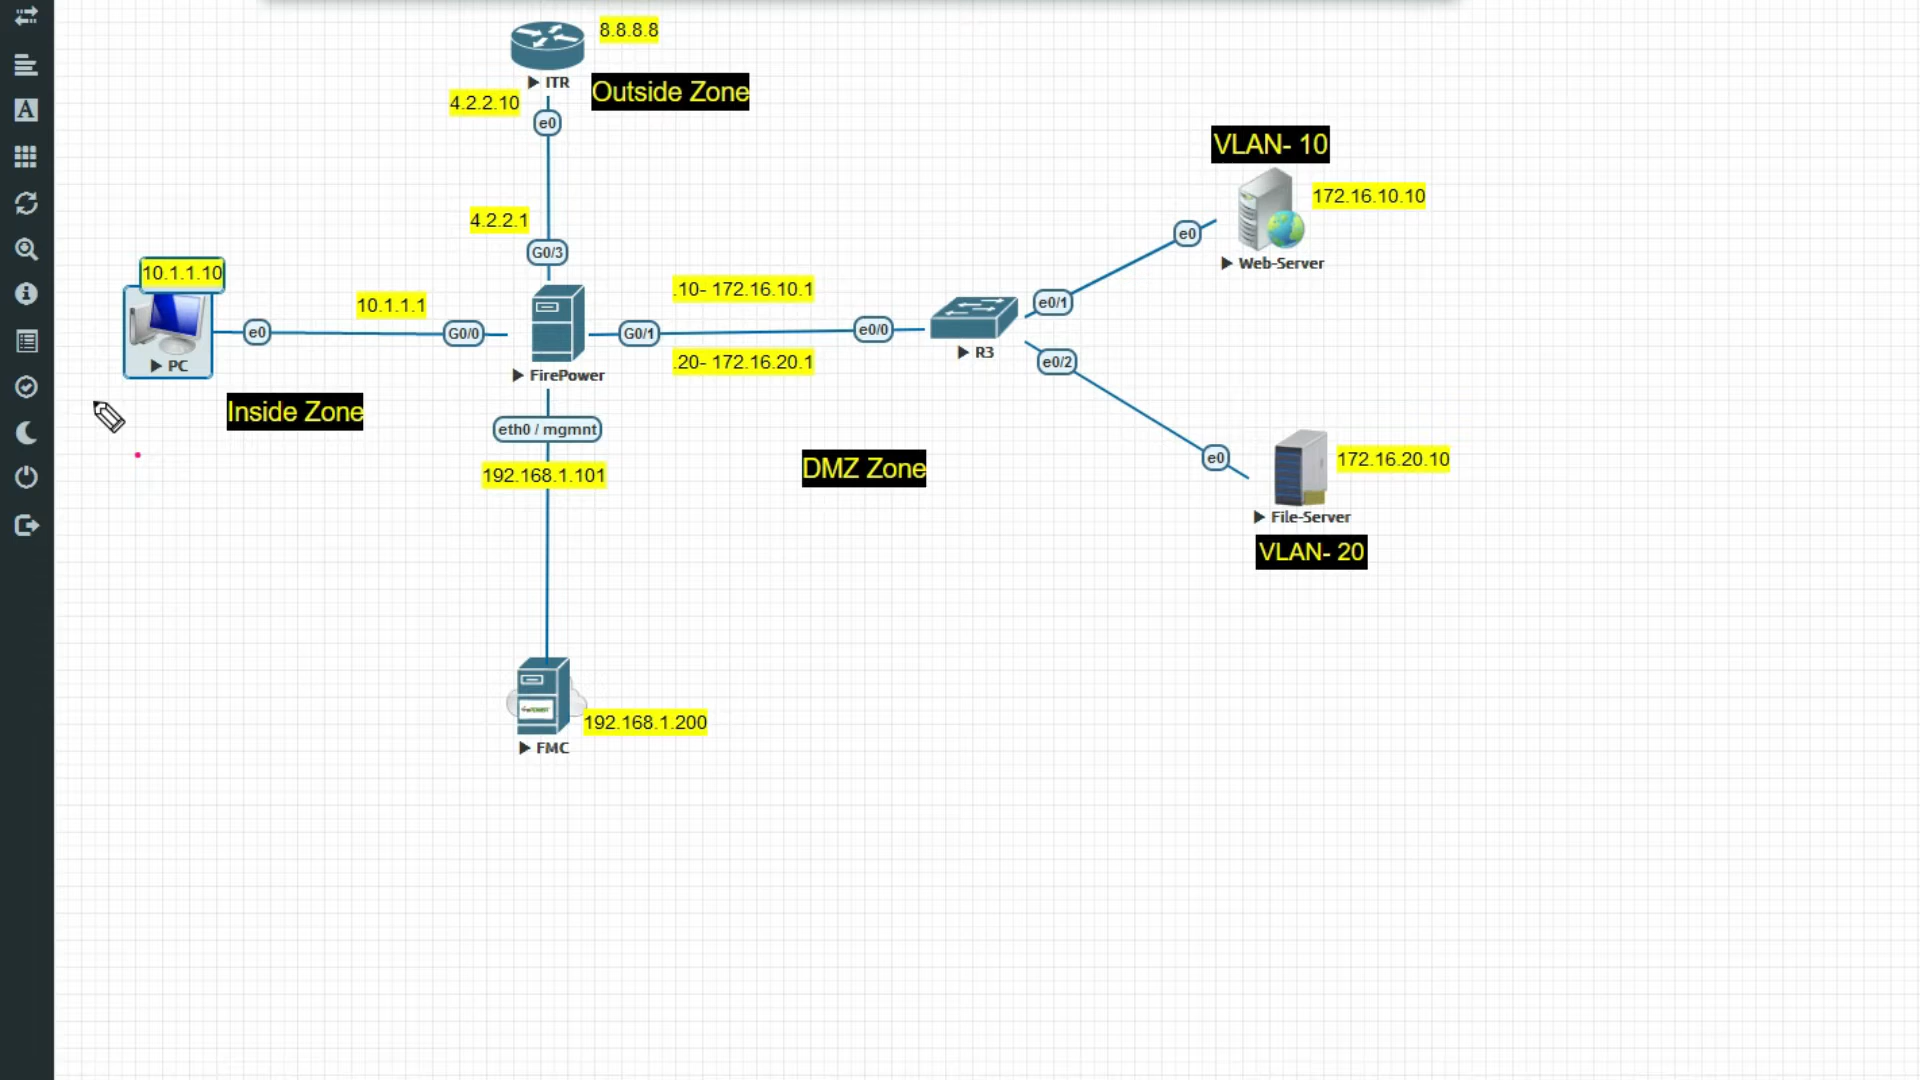 8.8.8.8
ITR
Outside Zone
4.2.2.10
e0
VLAN- 10
172.16.10.10
4.2.2.1
e0
G0/3
Web-Server
10.1.1.10
.10- 172.16.10.1
10.1.1.1
e0/1
e0
G0/0
G0/1
e0/0
R3
PC
FirePower
.20- 172.16.20.1
e0/2
Inside Zone
eth0 / mgmnt
192.168.1.101
DMZ Zone
e0
172.16.20.10
File-Server
VLAN- 20
192.168.1.200
FMC
A